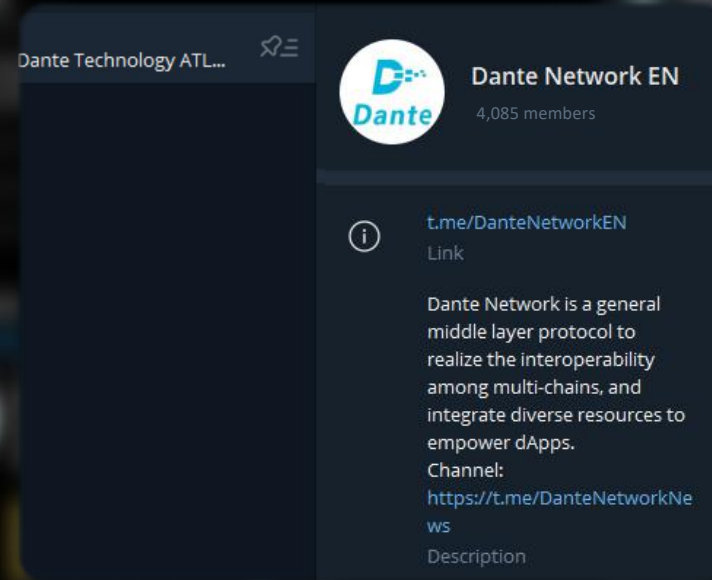 Dante Technology ATL...
Dante
Dante Network EN
4,085 members
t.me/DanteNetworkEN
Link
Dante Network is a general
middle layer protocol to
realize the interoperability
among multi-chains, and
integrate diverse resources to
empower dApps.
Channel:
https://t.me/DanteNetworkNe
ws
Description